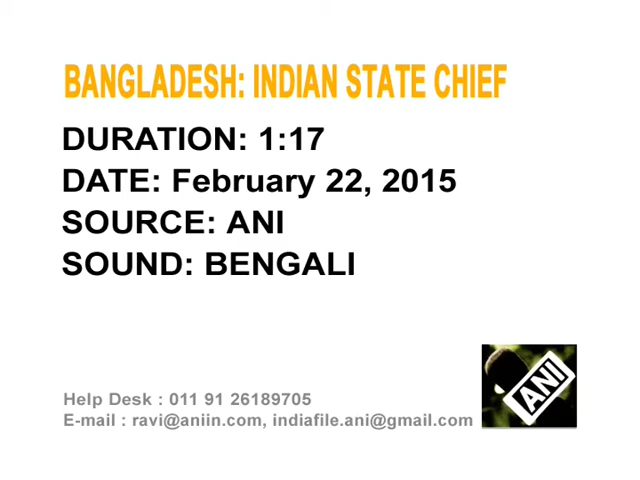 BANGLADESH: INDIAN STATE CHIEF
DURATION: 1:17
DATE: February 22, 2015
SOURCE: ANI
SOUND: BENGALI
Help Desk : 011 91 26189705
E-mail : ravi@aniin.com, indiafile.ani@gmail.com
ANI